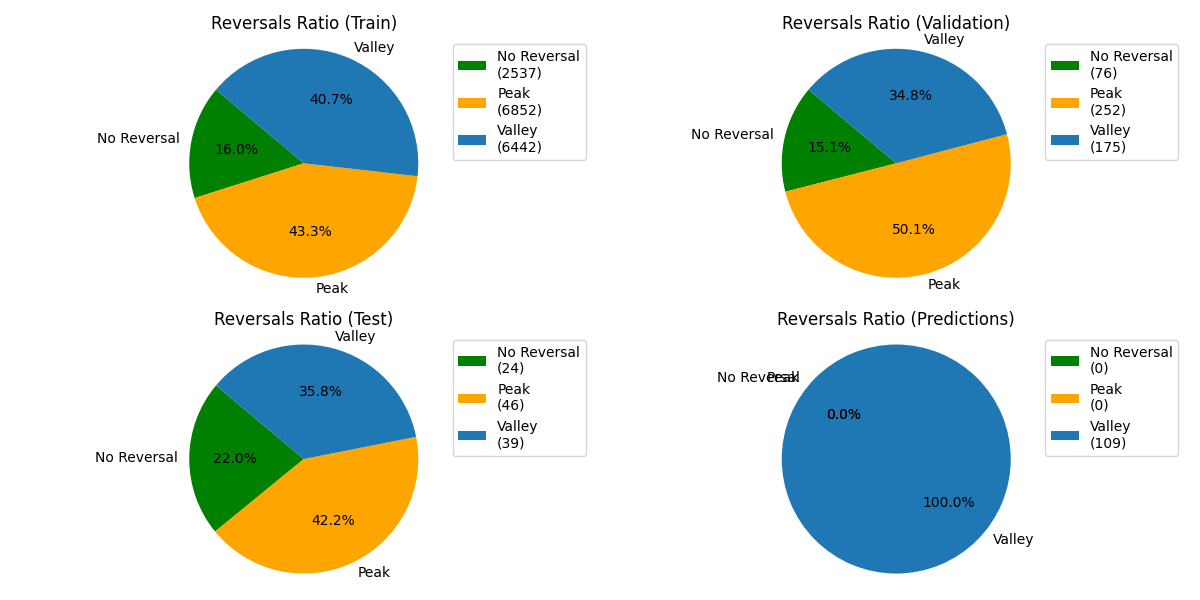 Reversals Ratio (Train)
Valley
No Reversal
Peak
40.7%
16.0%
43.3%
No Reversal
(2537)
Peak
(6852)
Valley
(6442)
Reversals Ratio (Validation)
Valley
No Reversal
Peak
34.8%
15.1%
50.1%
No Reversal
(76)
Peak
(252)
Valley
(175)
Reversals Ratio (Test)
Valley
No Reversal
Peak
35.8%
22.0%
42.2%
No Reversal
(24)
Peak
(46)
Valley
(39)
Reversals Ratio (Predictions)
No Reversal
Peak
0.0%
0.0%
100.0%
Valley
No Reversal
(0)
Peak
(0)
Valley
(109)